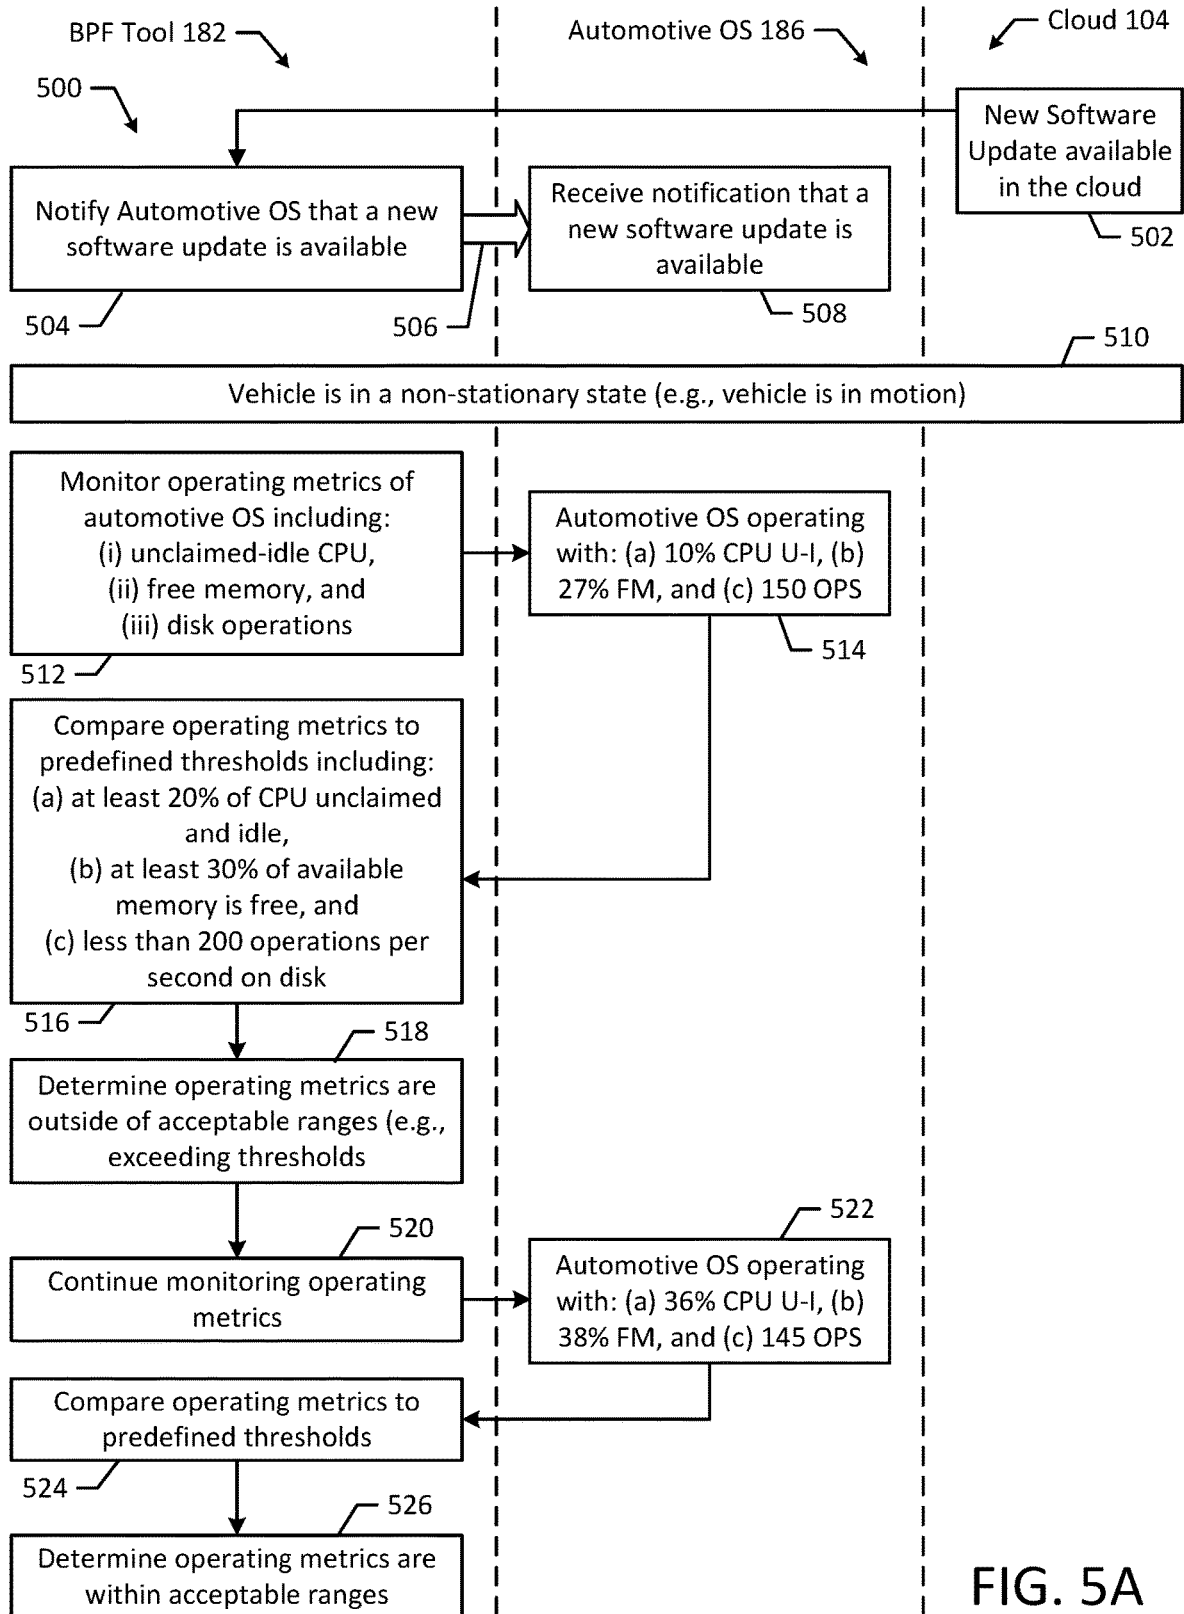 BPF Tool 182
Automotive OS 186
Cloud 104
500
New Software
Update available
in the cloud
502
Notify Automotive OS that a new
software update is available
504
506
Receive notification that a
new software update is
available
508
510
Vehicle is in a non-stationary state (e.g., vehicle is in motion)
Monitor operating metrics of
automotive OS including:
(i) unclaimed-idle CPU,
(ii) free memory, and
(iii) disk operations
512
Automotive OS operating
with: (a) 10% CPU U-I, (b)
27% FM, and (c) 150 OPS
514
Compare operating metrics to
predefined thresholds including:
(a) at least 20% of CPU unclaimed
and idle,
(b) at least 30% of available
memory is free, and
(c) less than 200 operations per
second on disk
516
518
Determine operating metrics are
outside of acceptable ranges (e.g.,
exceeding thresholds
520
Continue monitoring operating
metrics
522
Automotive OS operating
with: (a) 36% CPU U-I, (b)
38% FM, and (c) 145 OPS
Compare operating metrics to
predefined thresholds
524
526
Determine operating metrics are
within acceptable ranges
FIG. 5A